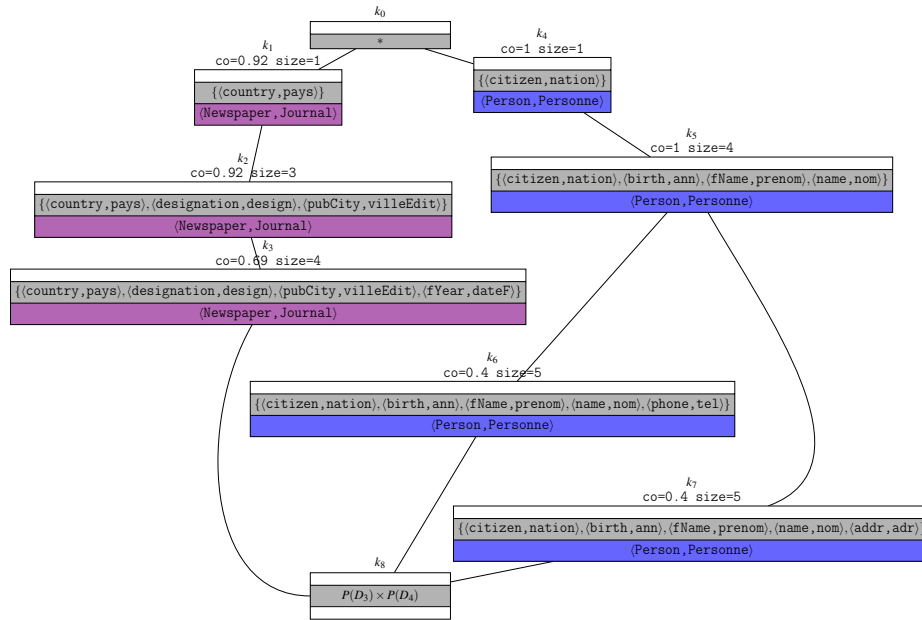 k0
*
k1
co=0.92 size=1
{⟨country,pays⟩}
⟨Newspaper,Journal⟩
k4
co=1 size=1
{⟨citizen,nation⟩}
⟨Person,Personne⟩
k5
co=1 size=4
{⟨citizen,nation⟩,⟨birth,ann⟩,⟨fName,prenom⟩,⟨name,nom⟩}
⟨Person,Personne⟩
k2
co=0.92 size=3
{⟨country,pays⟩,⟨designation,design⟩,⟨pubCity,villeEdit⟩}
⟨Newspaper,Journal⟩
k3
co=0.69 size=4
{⟨country,pays⟩,⟨designation,design⟩,⟨pubCity,villeEdit⟩,⟨fYear,dateF⟩}
⟨Newspaper,Journal⟩
k6
co=0.4 size=5
{⟨citizen,nation⟩,⟨birth,ann⟩,⟨fName,prenom⟩,⟨name,nom⟩,⟨phone,tel⟩}
⟨Person,Personne⟩
k7
co=0.4 size=5
{⟨citizen,nation⟩,⟨birth,ann⟩,⟨fName,prenom⟩,⟨name,nom⟩,⟨addr,adr⟩}
⟨Person,Personne⟩
k8
P(D3)×P(D4)